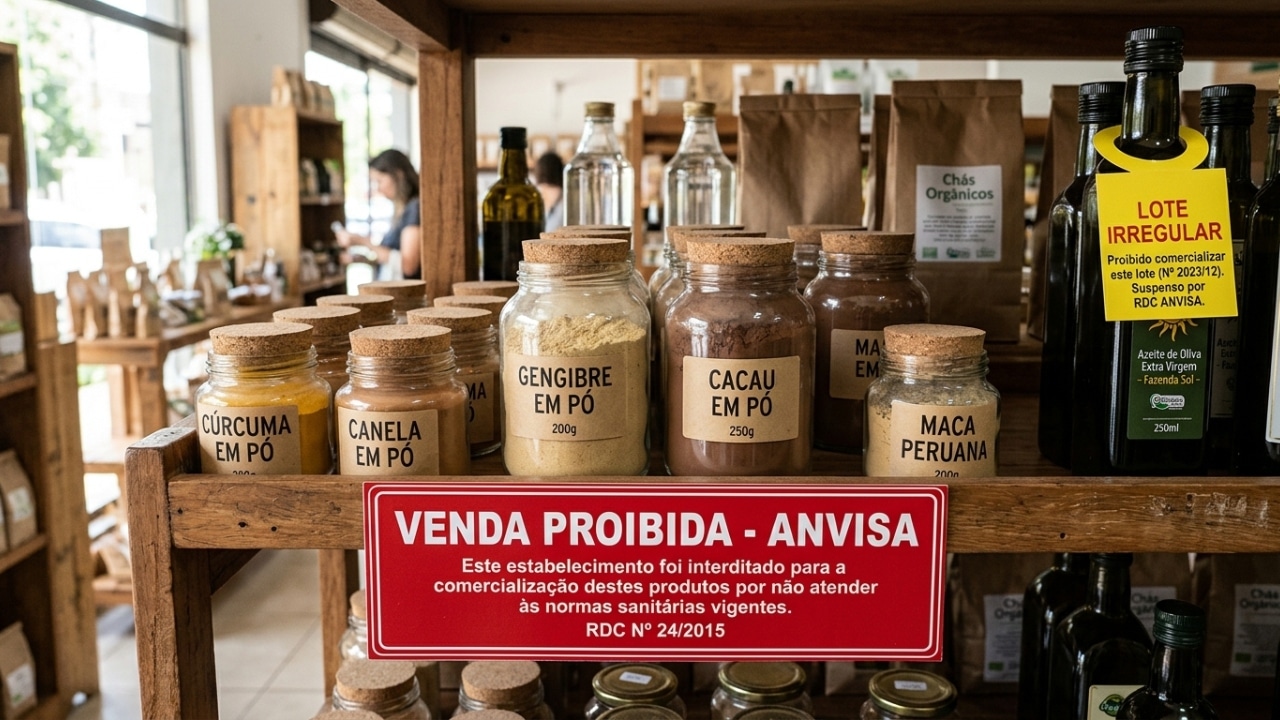 CÚRCUMA
EM PÓ
CANELA
EM PÓ
GENGIBRE
EM PÓ
200g
CACAU
EM PÓ
250g
MACA
PERUANA
200g
Chás
Orgânicos
LOTE
IRREGULAR
Proibido comercializar
este lote (Nº 2023/12).
Suspenso por
RDC ANVISA.
Azeite de Oliva
Extra Virgem
- Fazenda Sol -
250ml
VENDA PROIBIDA - ANVISA
Este estabelecimento foi interditado para a
comercialização destes produtos por não atender
às normas sanitárias vigentes.
RDC Nº 24/2015